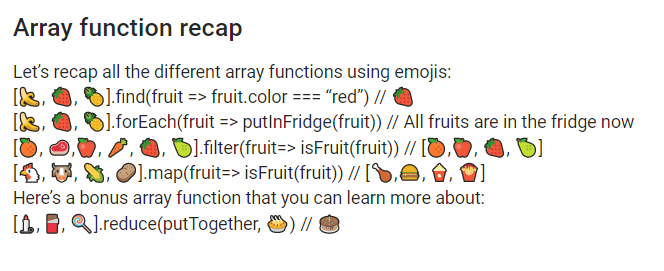 Array function recap
Let’s recap all the different array functions using emojis:
[🍌, 🍓, 🍍].find(fruit => fruit.color === “red”) // 🍓
[🍌, 🍓, 🍍].forEach(fruit => putInFridge(fruit)) // All fruits are in the fridge now
[🍊, 🥩,🍎, 🥕, 🍓, 🍋].filter(fruit=> isFruit(fruit)) // [🍊,🍎, 🍓, 🍋]
[🐔, 🐮, 🌽, 🥔].map(fruit=> isFruit(fruit)) // [🍗,🍔, 🍿, 🍟]
Here’s a bonus array function that you can learn more about:
[🕯, 🍫, 🍭].reduce(putTogether, 🥧) // 🎂